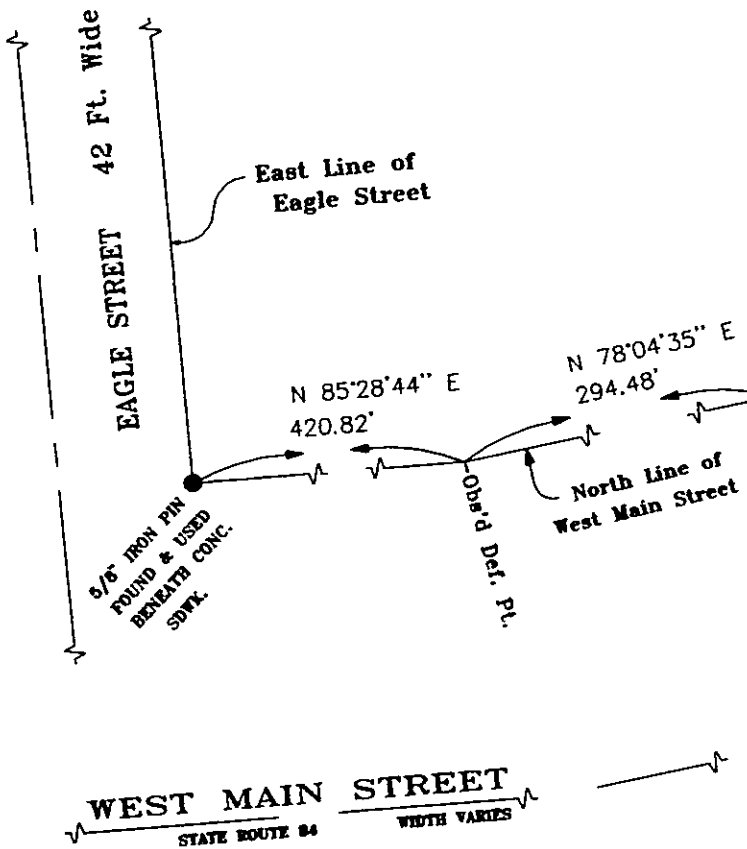 EAGLE STREET 42 Ft. Wide
East Line of
Eagle Street
N 85°28'44" E
420.82'
N 78°04'35" E
294.48'
North Line of
West Main Street
Obs'd Def. Pt.
5/8" IRON PIN
FOUND & USED
BENEATH CONC.
SDWK.
WEST MAIN STREET
STATE ROUTE 84 WIDTH VARIES